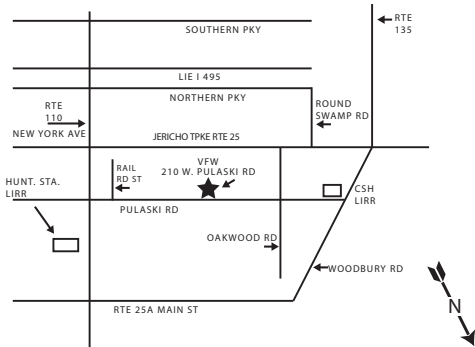 SOUTHERN PKY
RTE
135
LIE I 495
NORTHERN PKY
RTE
110
NEW YORK AVE
ROUND
SWAMP RD
JERICHO TPKE RTE 25
RAIL
RD ST
VFW
210 W. PULASKI RD
HUNT. STA.
LIRR
CSH
LIRR
PULASKI RD
OAKWOOD RD
WOODBURY RD
RTE 25A MAIN ST
N